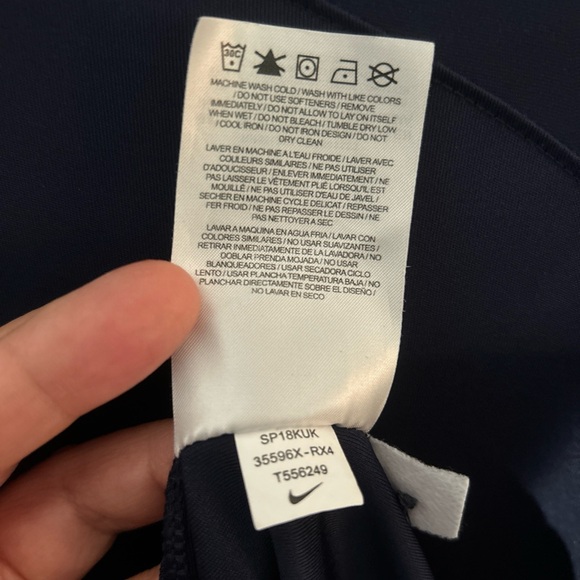 30C
MACHINE WASH COLD / WASH WITH LIKE COLORS
/ DO NOT USE SOFTENERS / REMOVE
IMMEDIATELY / DO NOT ALLOW TO LAY ON ITSELF
WHEN WET / DO NOT BLEACH / TUMBLE DRY LOW
/ COOL IRON / DO NOT IRON DESIGN / DO NOT
DRY CLEAN
LAVER EN MACHINE A L'EAU FROIDE / LAVER AVEC
COULEURS SIMILAIRES / NE PAS UTILISER
D'ADOUCISSEUR / ENLEVER IMMEDIATEMENT / NE
PAS LAISSER LE VÊTEMENT PLIÉ LORSQU'IL EST
MOUILLÉ / NE PAS UTILISER D'EAU DE JAVEL /
SECHER EN MACHINE CYCLE DELICAT / REPASSER
FER FROID / NE PAS REPASSER LE DESSIN / NE
PAS NETTOYER A SEC
LAVAR A MAQUINA EN AGUA FRIA / LAVAR CON
COLORES SIMILARES / NO USAR SUAVIZANTES /
RETIRAR INMEDIATAMENTE DE LA LAVADORA / NO
DOBLAR PRENDA MOJADA / NO USAR
BLANQUEADORES / USAR SECADORA CICLO
LENTO / USAR PLANCHA TEMPERATURA BAJA / NO
PLANCHAR DIRECTAMENTE SOBRE EL DISEÑO /
NO LAVAR EN SECO
SP18KUK
35596X-RX4
T556249